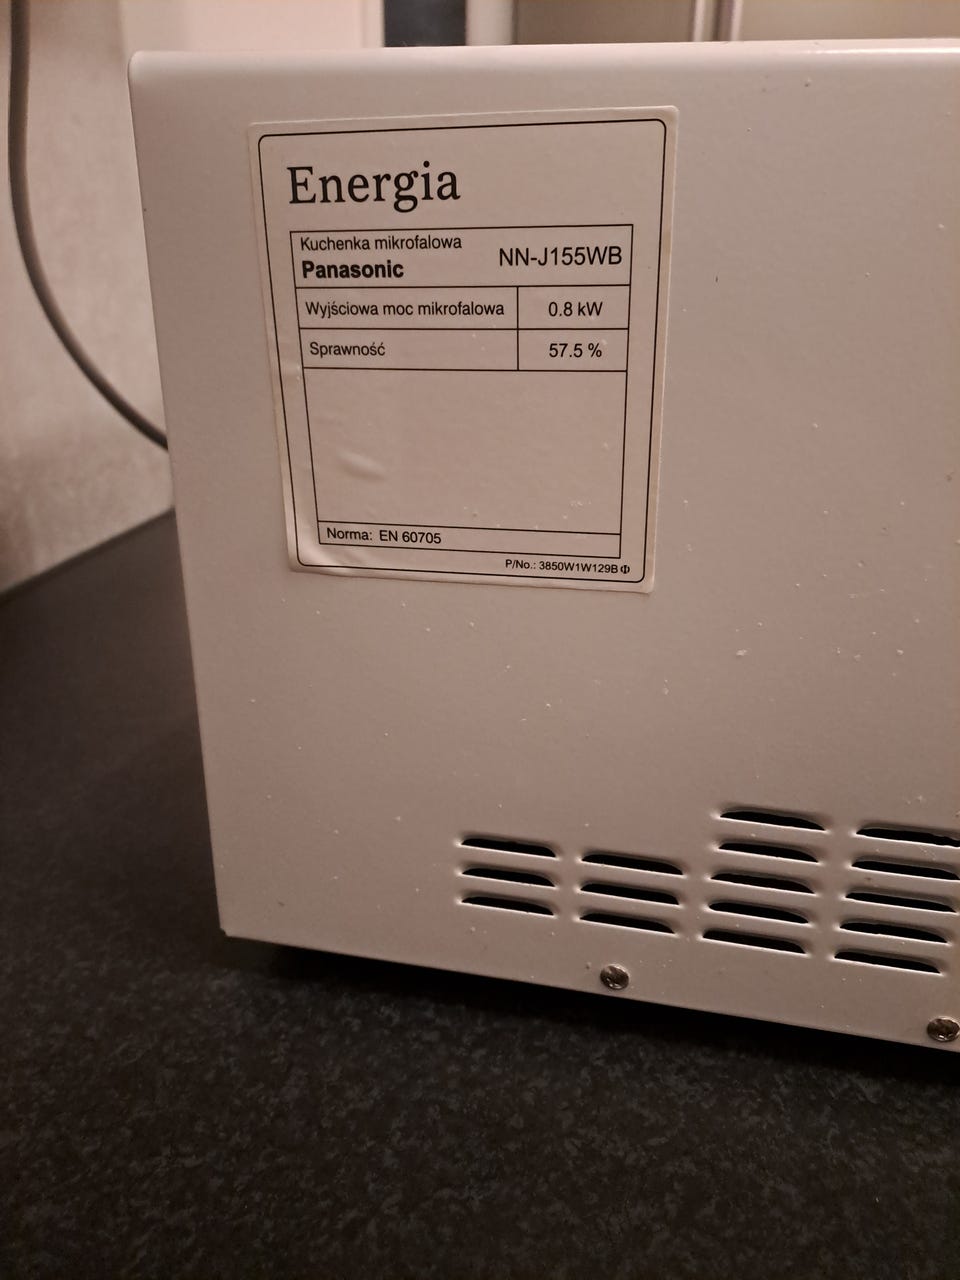 Energia
Kuchenka mikrofalowa
Panasonic NN-J155WB
Wyjściowa moc mikrofalowa 0.8 kW
Sprawność 57.5 %
Norma: EN 60705
P/No.: 3850W1W129B